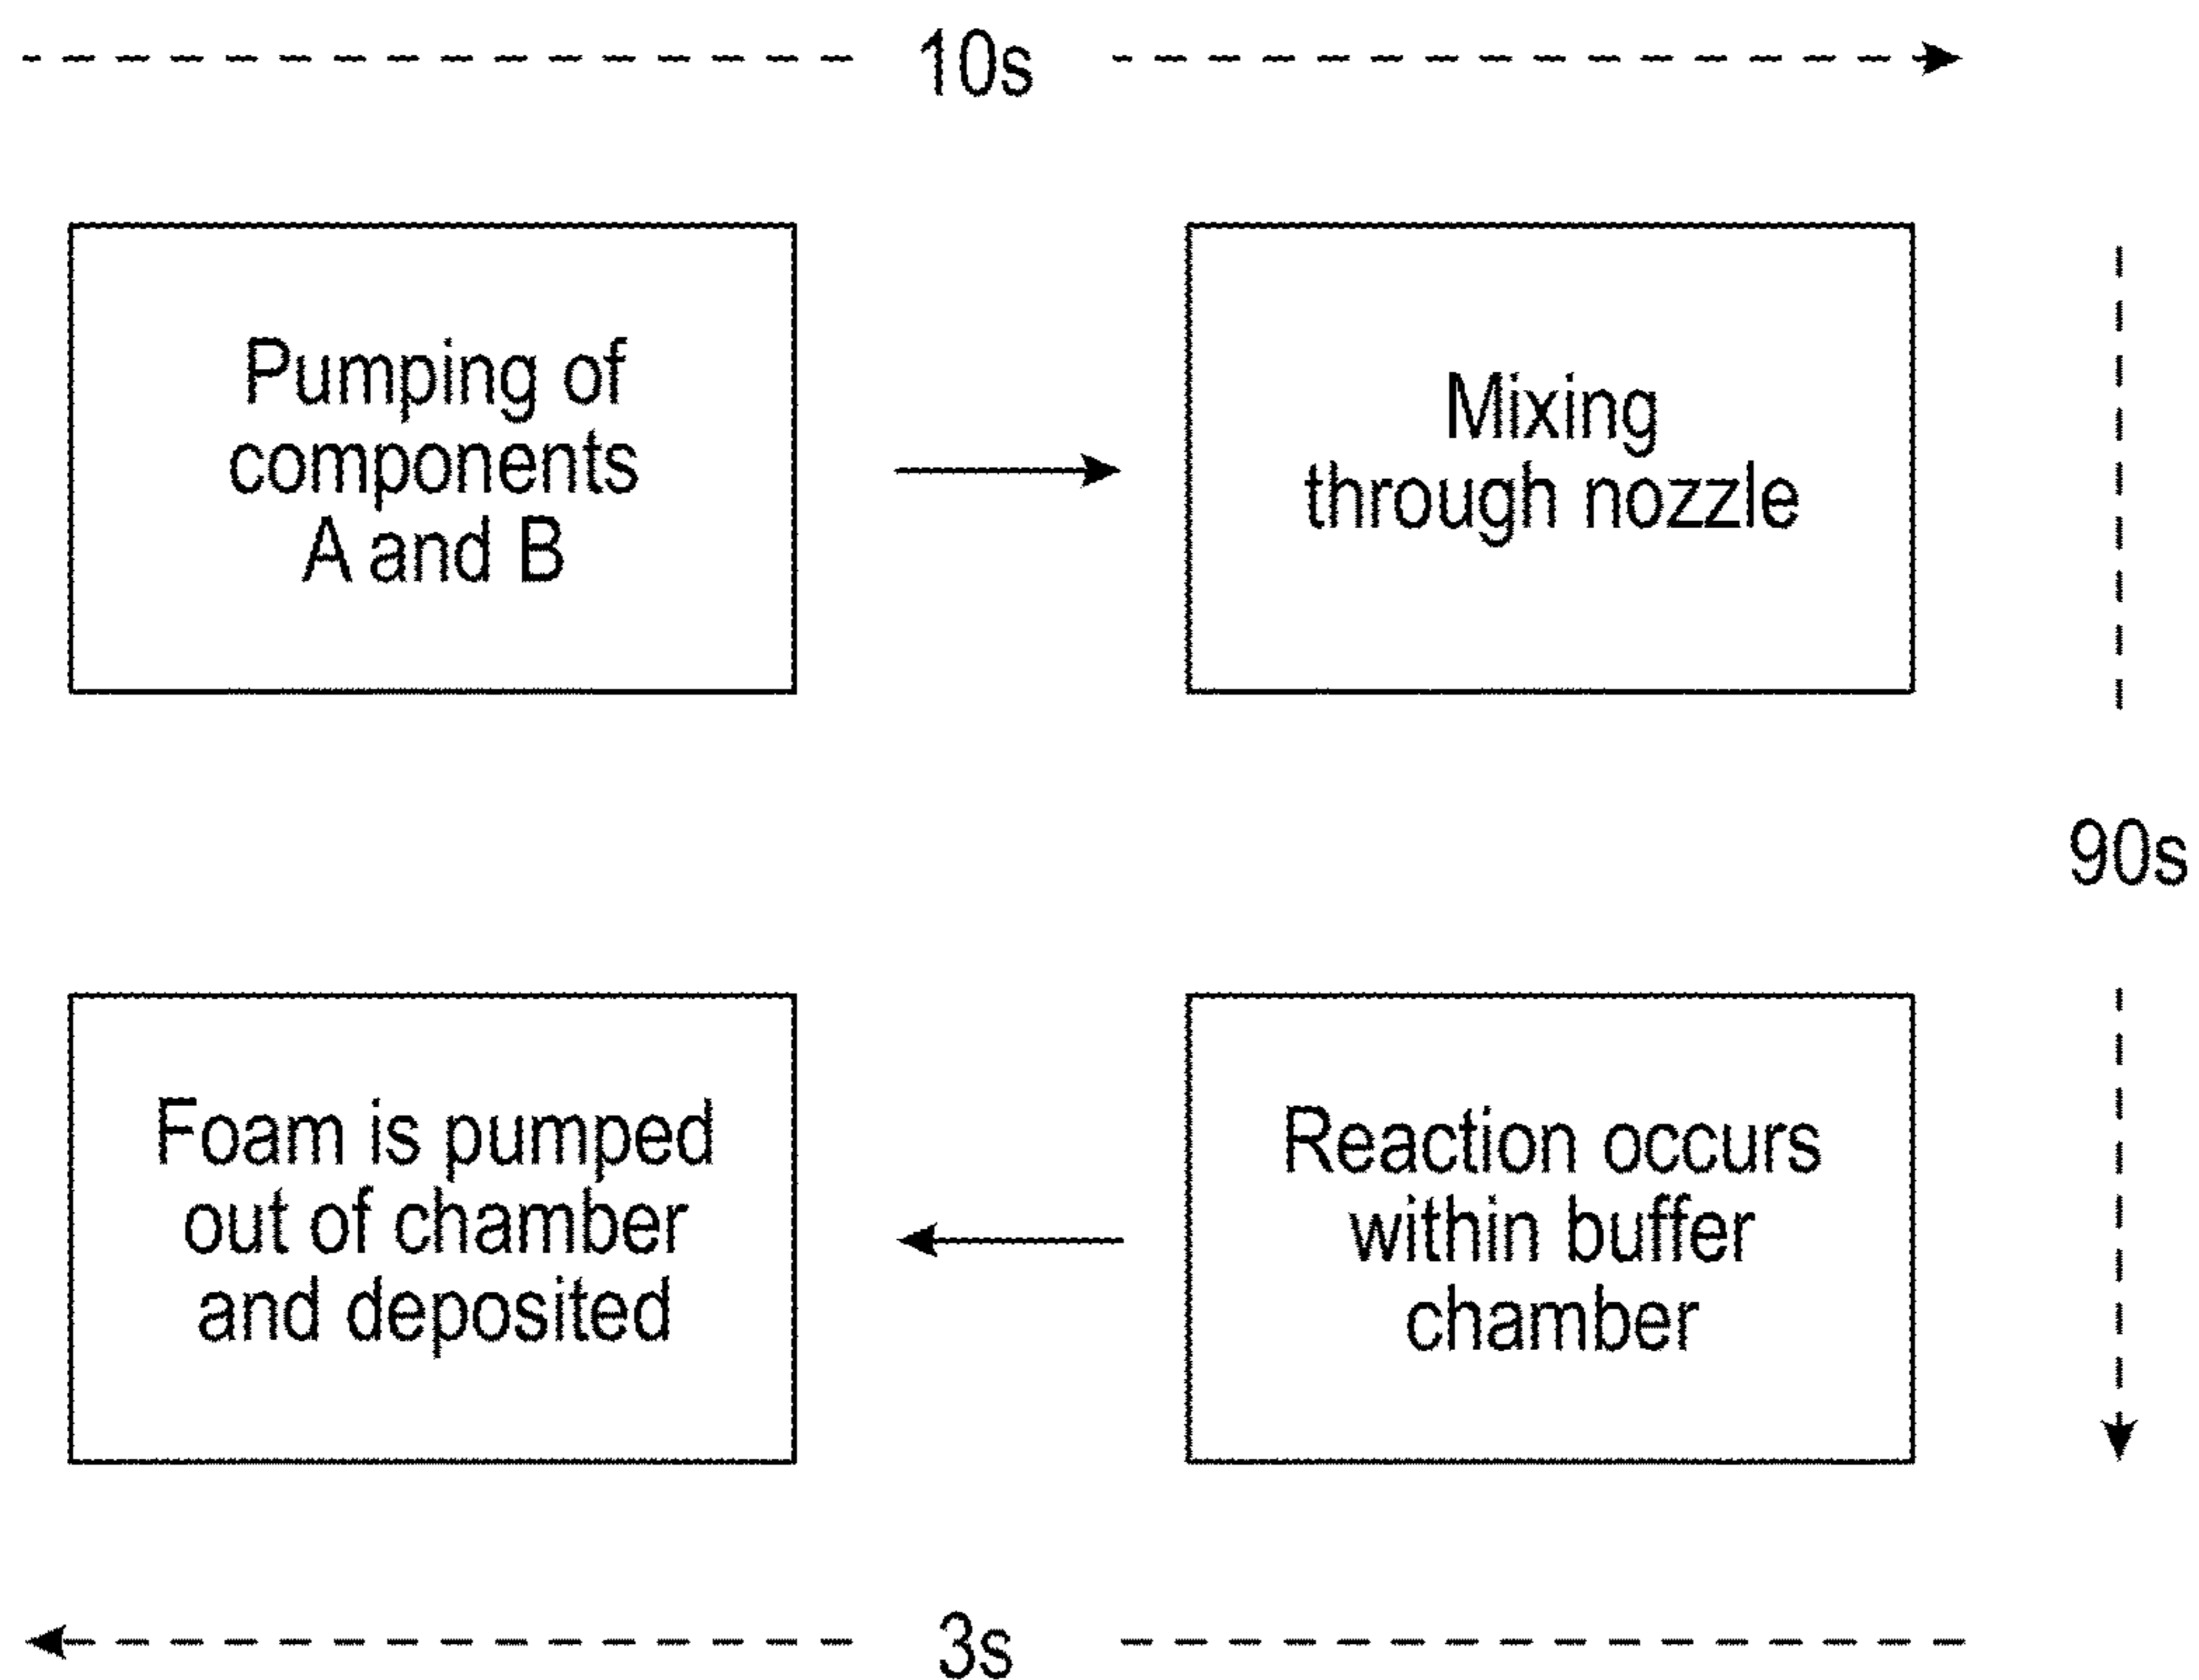 10s
Pumping of
components
A and B
Mixing
through nozzle
90s
Foam is pumped
out of chamber
and deposited
Reaction occurs
within buffer
chamber
3s